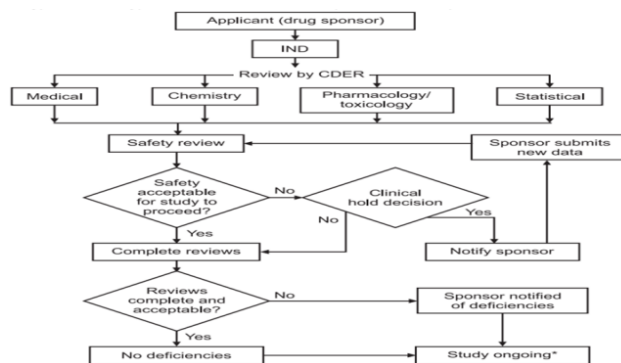 Applicant (drug sponsor)
IND
Review by CDER
Medical
Chemistry
Pharmacology/
toxicology
Statistical
Safety review
Sponsor submits
new data
Safety
acceptable
for study to
proceed?
No
Clinical
hold decision
No
Yes
Yes
Complete reviews
Notify sponsor
Reviews
complete and
acceptable?
No
Sponsor notified
of deficiencies
Yes
No deficiencies
Study ongoing*